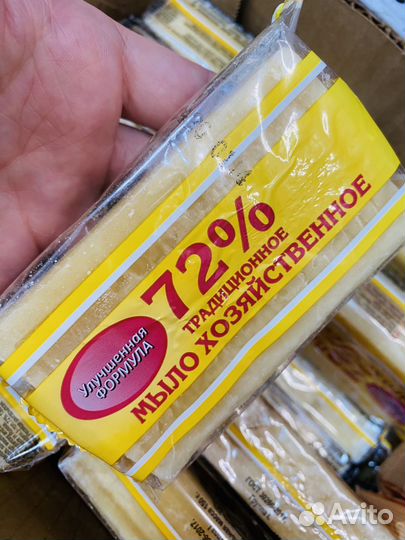 72%
ТРАДИЦИОННОЕ
МЫЛО ХОЗЯЙСТВЕННОЕ
Улучшенная
ФОРМУЛА
Avito